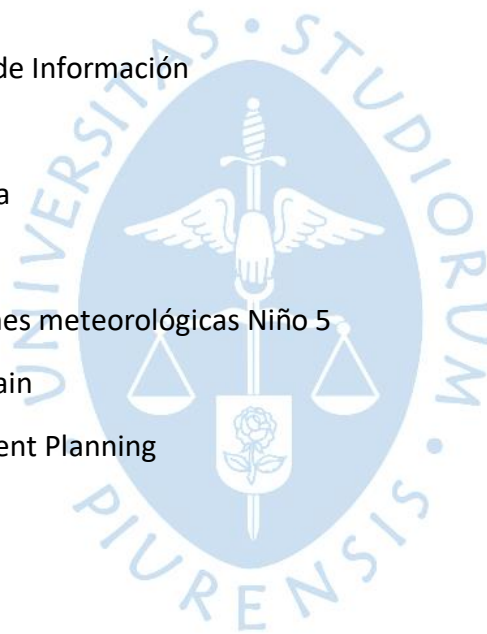 de Información
a
nes meteorológicas Niño 5
ain
ent Planning
UNIVERSITAS • STUDIORUM • PIURENSIS